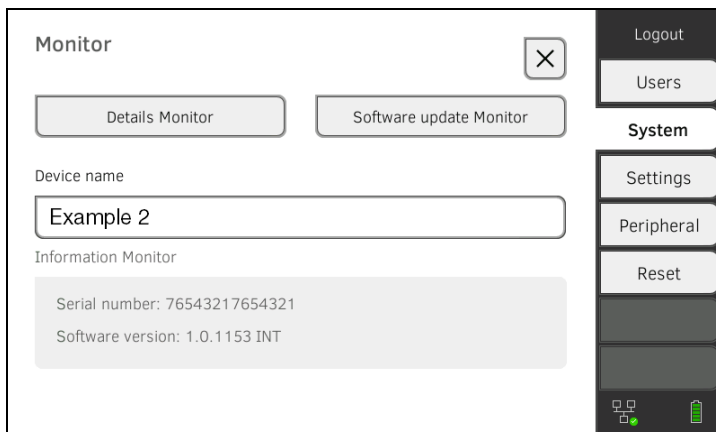 Monitor
Details Monitor
Software update Monitor
Device name
Example 2
Information Monitor
Serial number: 76543217654321
Software version: 1.0.1153 INT
Logout
Users
System
Settings
Peripheral
Reset